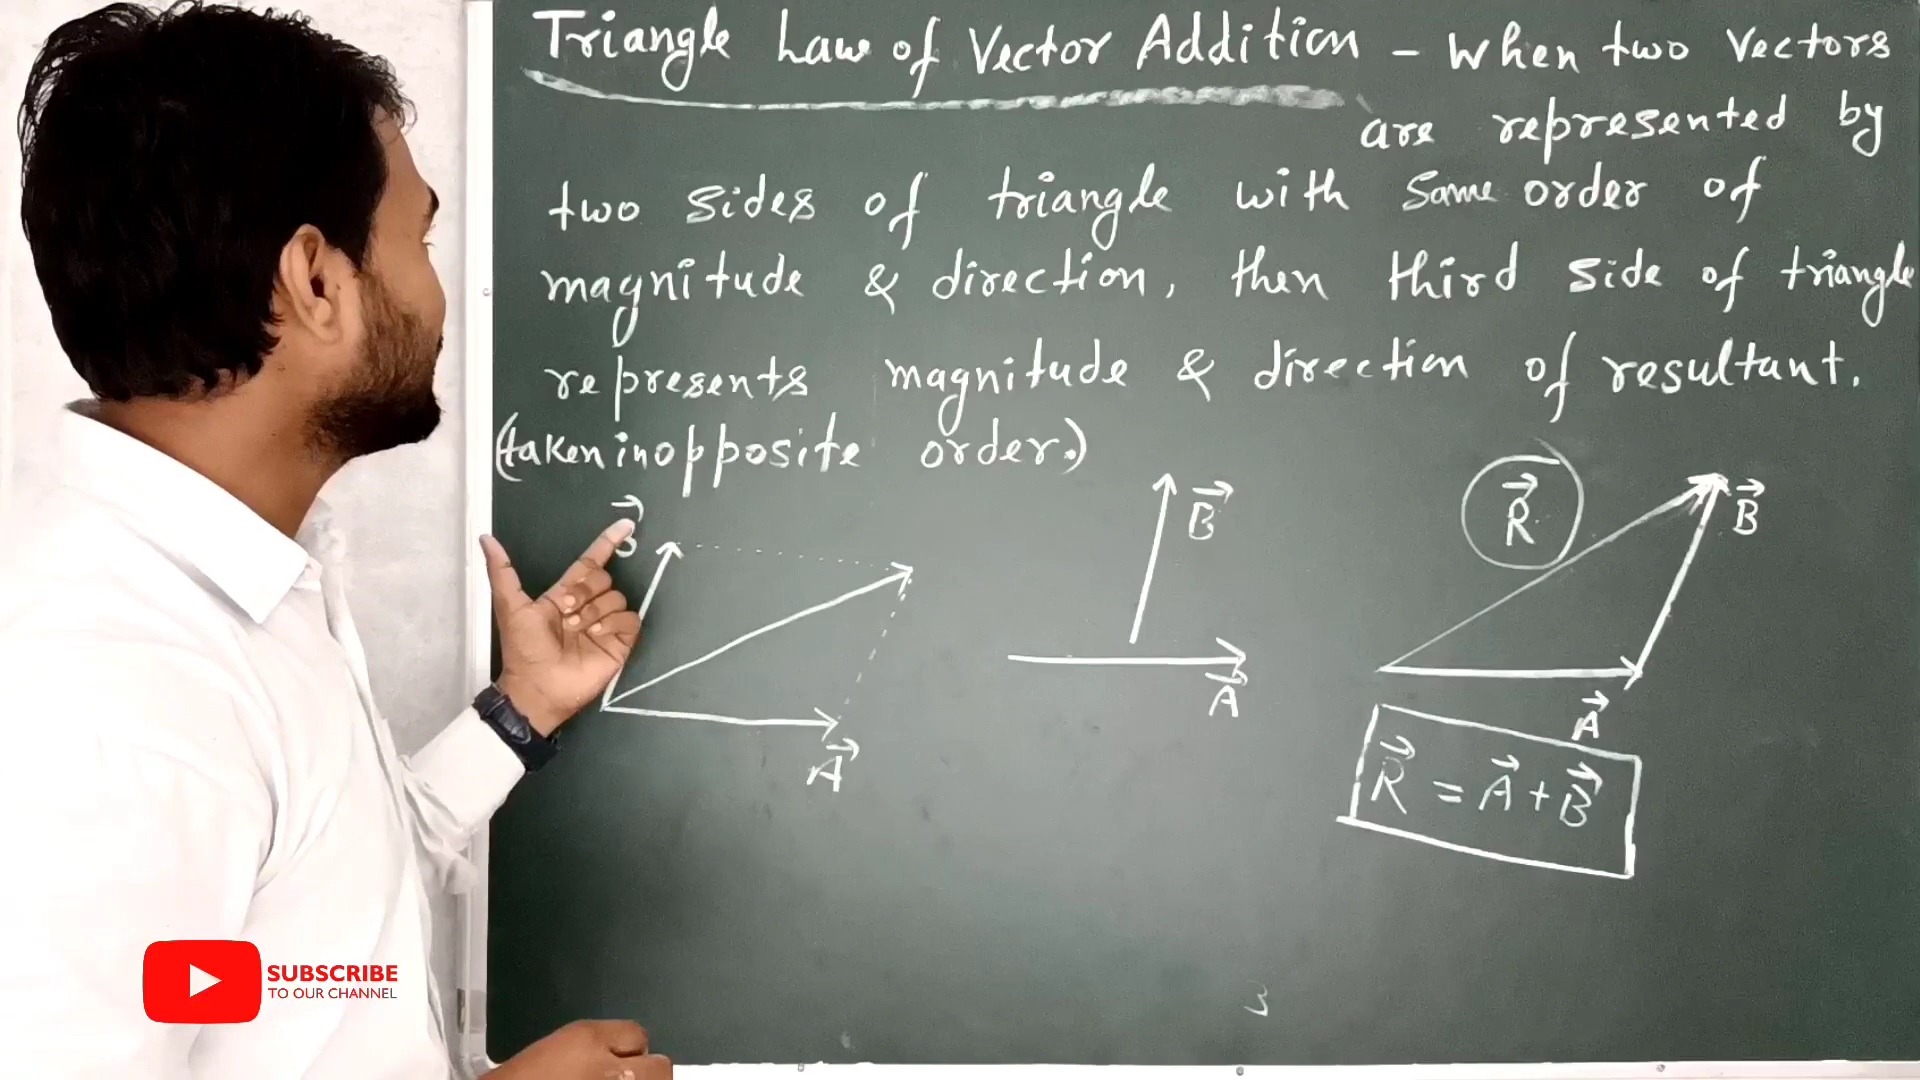 Triangle Law of Vector Addition - When two Vectors
are represented by
two sides of triangle with same order of
magnitude & direction, then third side of triangle
represents magnitude & direction of resultant.
(taken in opposite order.)
B
A
B
A
R
B
A
R = A + B
SUBSCRIBE
TO OUR CHANNEL